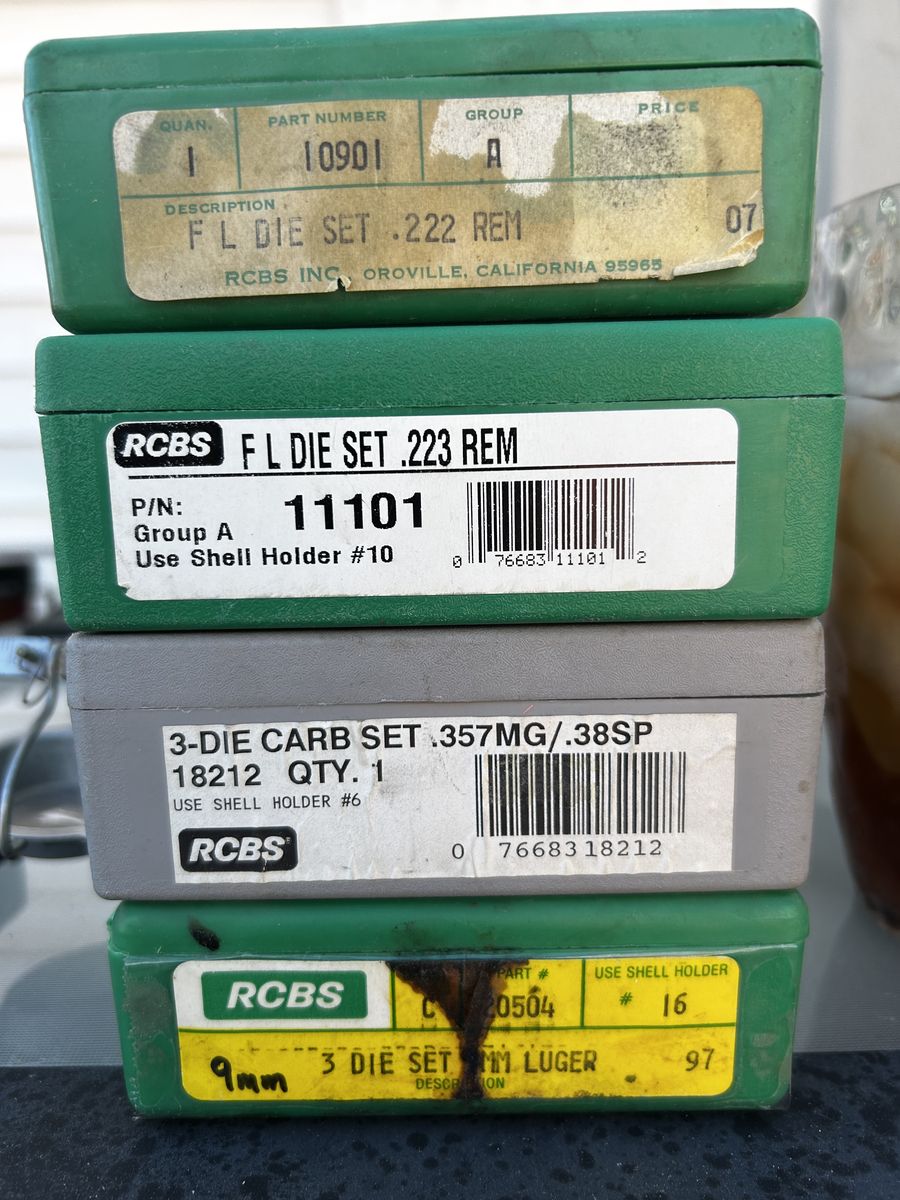 QUAN. PART NUMBER GROUP PRICE
1 10901 A
DESCRIPTION
F L DIE SET .222 REM 07
RCBS INC., OROVILLE, CALIFORNIA 95965
RCBS F L DIE SET .223 REM
P/N: 11101
Group A
Use Shell Holder #10
0 76683 11101 2
3-DIE CARB SET .357MG/.38SP
18212 QTY. 1
USE SHELL HOLDER #6
RCBS
0 76683 18212
RCBS PART # USE SHELL HOLDER
C 20504 # 16
9mm 3 DIE SET MM LUGER 97